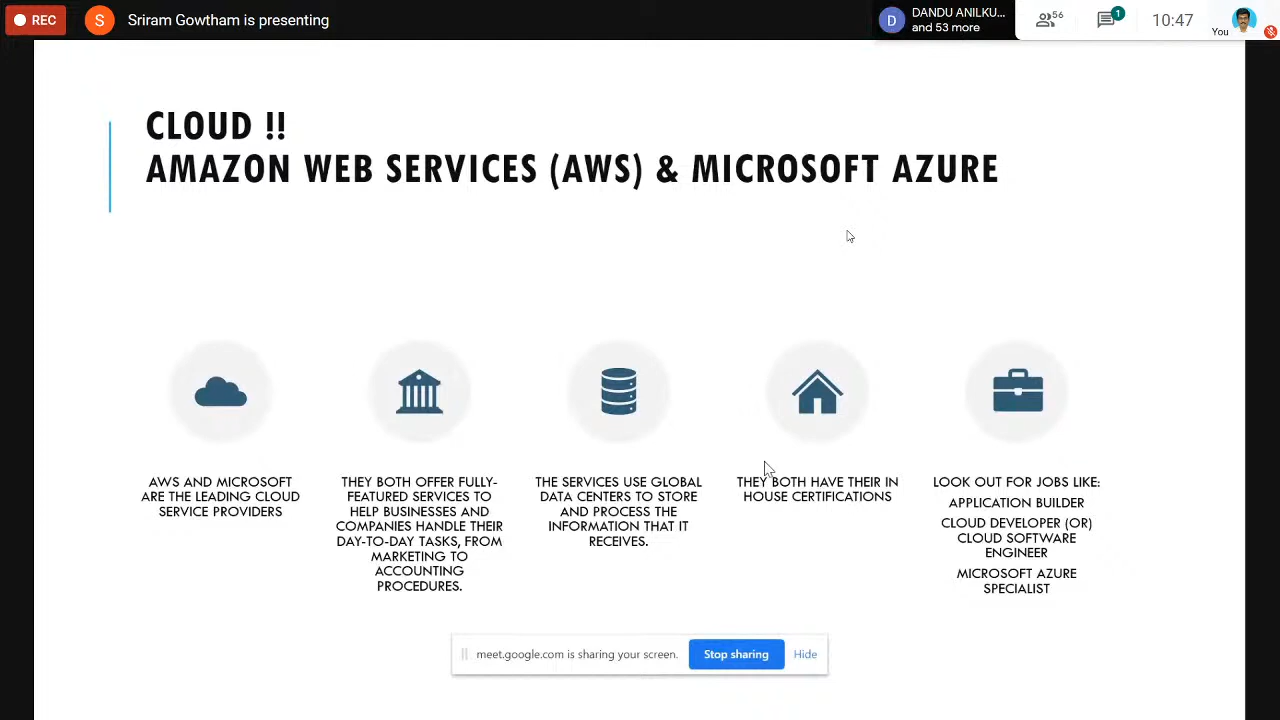 REC
S
Sriram Gowtham is presenting
D
DANDU ANILKU...
and 53 more
56
1
10:47
You
CLOUD !!
AMAZON WEB SERVICES (AWS) & MICROSOFT AZURE
AWS AND MICROSOFT
ARE THE LEADING CLOUD
SERVICE PROVIDERS
THEY BOTH OFFER FULLY-
FEATURED SERVICES TO
HELP BUSINESSES AND
COMPANIES HANDLE THEIR
DAY-TO-DAY TASKS, FROM
MARKETING TO
ACCOUNTING
PROCEDURES.
THE SERVICES USE GLOBAL
DATA CENTERS TO STORE
AND PROCESS THE
INFORMATION THAT IT
RECEIVES.
THEY BOTH HAVE THEIR IN
HOUSE CERTIFICATIONS
LOOK OUT FOR JOBS LIKE:
APPLICATION BUILDER
CLOUD DEVELOPER (OR)
CLOUD SOFTWARE
ENGINEER
MICROSOFT AZURE
SPECIALIST
meet.google.com is sharing your screen.
Stop sharing
Hide